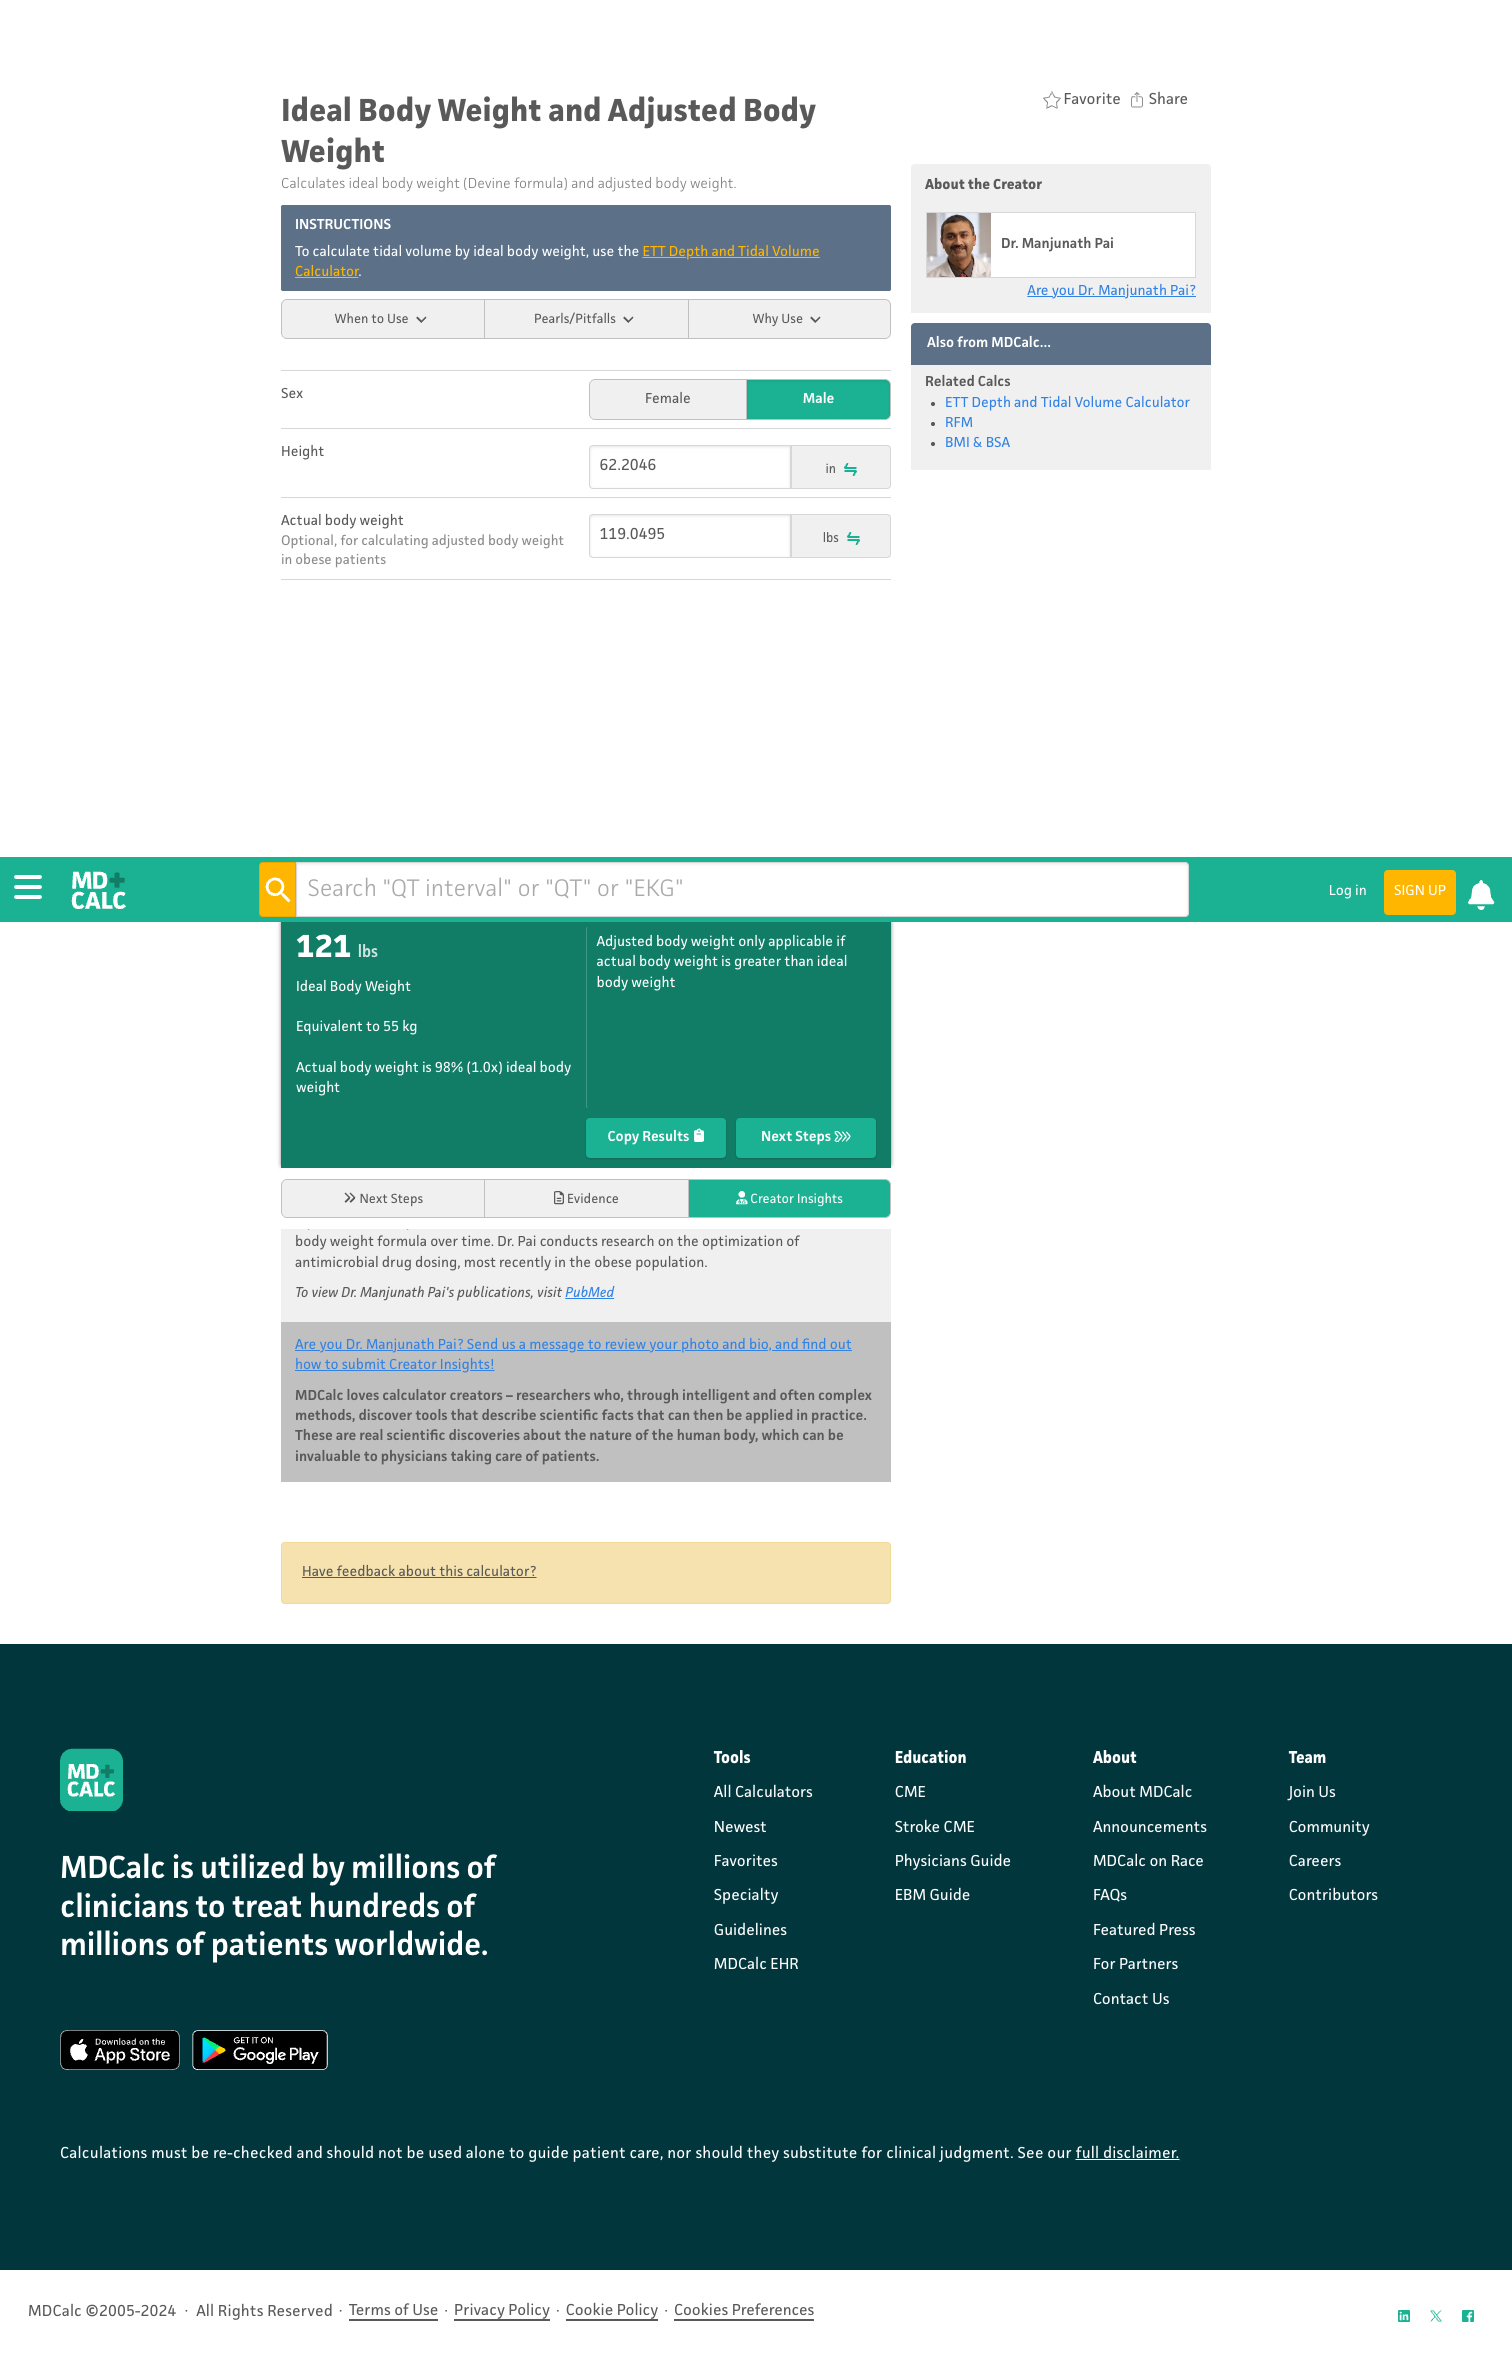 Ideal Body Weight and Adjusted Body
Weight
Calculates ideal body weight (Devine formula) and adjusted body weight.
Favorite
Share
INSTRUCTIONS
To calculate tidal volume by ideal body weight, use the ETT Depth and Tidal Volume
Calculator.
When to Use
Pearls/Pitfalls
Why Use
About the Creator
Dr. Manjunath Pai
Are you Dr. Manjunath Pai?
Also from MDCalc...
Related Calcs
• ETT Depth and Tidal Volume Calculator
• RFM
• BMI & BSA
Sex
Female
Male
Height
62.2046
in
Actual body weight
Optional, for calculating adjusted body weight
in obese patients
119.0495
lbs
MD+
CALC
Search "QT interval" or "QT" or "EKG"
Log in
SIGN UP
121 lbs
Ideal Body Weight
Equivalent to 55 kg
Actual body weight is 98% (1.0x) ideal body
weight
Adjusted body weight only applicable if
actual body weight is greater than ideal
body weight
Copy Results
Next Steps
Next Steps
Evidence
Creator Insights
body weight formula over time. Dr. Pai conducts research on the optimization of
antimicrobial drug dosing, most recently in the obese population.
To view Dr. Manjunath Pai's publications, visit PubMed
Are you Dr. Manjunath Pai? Send us a message to review your photo and bio, and find out
how to submit Creator Insights!
MDCalc loves calculator creators – researchers who, through intelligent and often complex
methods, discover tools that describe scientific facts that can then be applied in practice.
These are real scientific discoveries about the nature of the human body, which can be
invaluable to physicians taking care of patients.
Have feedback about this calculator?
MD+
CALC
MDCalc is utilized by millions of
clinicians to treat hundreds of
millions of patients worldwide.
Download on the
App Store
GET IT ON
Google Play
Tools
All Calculators
Newest
Favorites
Specialty
Guidelines
MDCalc EHR
Education
CME
Stroke CME
Physicians Guide
EBM Guide
About
About MDCalc
Announcements
MDCalc on Race
FAQs
Featured Press
For Partners
Contact Us
Team
Join Us
Community
Careers
Contributors
Calculations must be re-checked and should not be used alone to guide patient care, nor should they substitute for clinical judgment. See our full disclaimer.
MDCalc ©2005-2024 · All Rights Reserved · Terms of Use · Privacy Policy · Cookie Policy · Cookies Preferences